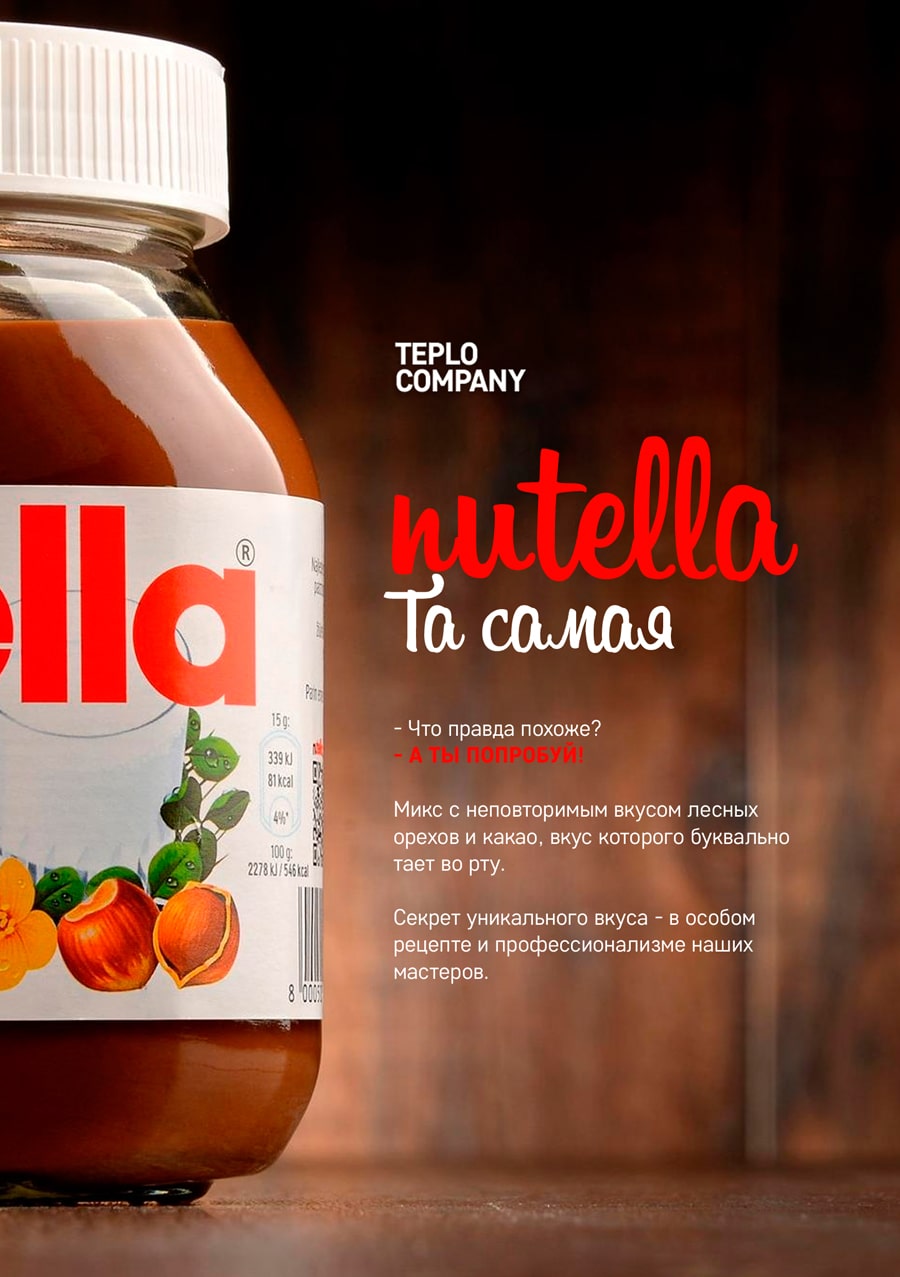 TEPLO
COMPANY
nutella
Та самая
- Что правда похоже?
- А ТЫ ПОПРОБУЙ!
Микс с неповторимым вкусом лесных
орехов и какао, вкус которого буквально
тает во рту.
Секрет уникального вкуса - в особом
рецепте и профессионализме наших
мастеров.
ella®
15 g:
339 kJ
81 kcal
4%*
100 g:
2278 kJ / 546 kcal